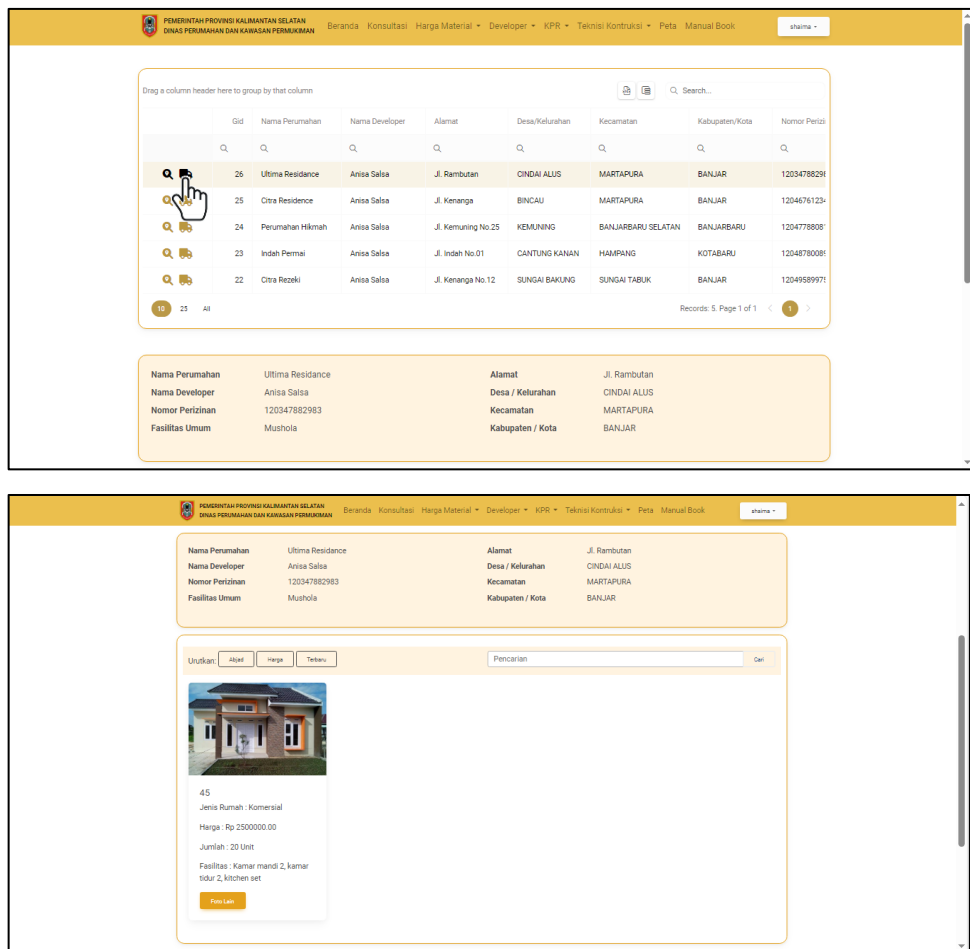 PEMERINTAH PROVINSI KALIMANTAN SELATAN
DINAS PERUMAHAN DAN KAWASAN PERMUKIMAN
Beranda Konsultasi Harga Material Developer KPR Teknisi Kontruksi Peta Manual Book
shaima
Drag a column header here to group by that column
Search...
Gid Nama Perumahan Nama Developer Alamat Desa/Kelurahan Kecamatan Kabupaten/Kota Nomor Perizi
26 Ultima Residance Anisa Salsa Jl. Rambutan CINDAI ALUS MARTAPURA BANJAR 1203478829
25 Citra Residence Anisa Salsa Jl. Kenanga BINCAU MARTAPURA BANJAR 1204676123
24 Perumahan Hikmah Anisa Salsa Jl. Kemuning No.25 KEMUNING BANJARBARU SELATAN BANJARBARU 120477880
23 Indah Permai Anisa Salsa Jl. Indah No.01 CANTUNG KANAN HAMPANG KOTABARU 1204878008
22 Citra Rezeki Anisa Salsa Jl. Kenanga No.12 SUNGAI BAKUNG SUNGAI TABUK BANJAR 1204958997
10 25 All
Records: 5. Page 1 of 1 < 1 >
Nama Perumahan Ultima Residance Alamat Jl. Rambutan
Nama Developer Anisa Salsa Desa / Kelurahan CINDAI ALUS
Nomor Perizinan 120347882983 Kecamatan MARTAPURA
Fasilitas Umum Mushola Kabupaten / Kota BANJAR
PEMERINTAH PROVINSI KALIMANTAN SELATAN
DINAS PERUMAHAN DAN KAWASAN PERMUKIMAN
Beranda Konsultasi Harga Material Developer KPR Teknisi Kontruksi Peta Manual Book
shaima
Nama Perumahan Ultima Residance Alamat Jl. Rambutan
Nama Developer Anisa Salsa Desa / Kelurahan CINDAI ALUS
Nomor Perizinan 120347882983 Kecamatan MARTAPURA
Fasilitas Umum Mushola Kabupaten / Kota BANJAR
Urutkan: Abjad Harga Terbaru Pencarian Cari
45
Jenis Rumah : Komersial
Harga : Rp 2500000.00
Jumlah : 20 Unit
Fasilitas : Kamar mandi 2, kamar
tidur 2, kitchen set
Foto Lain